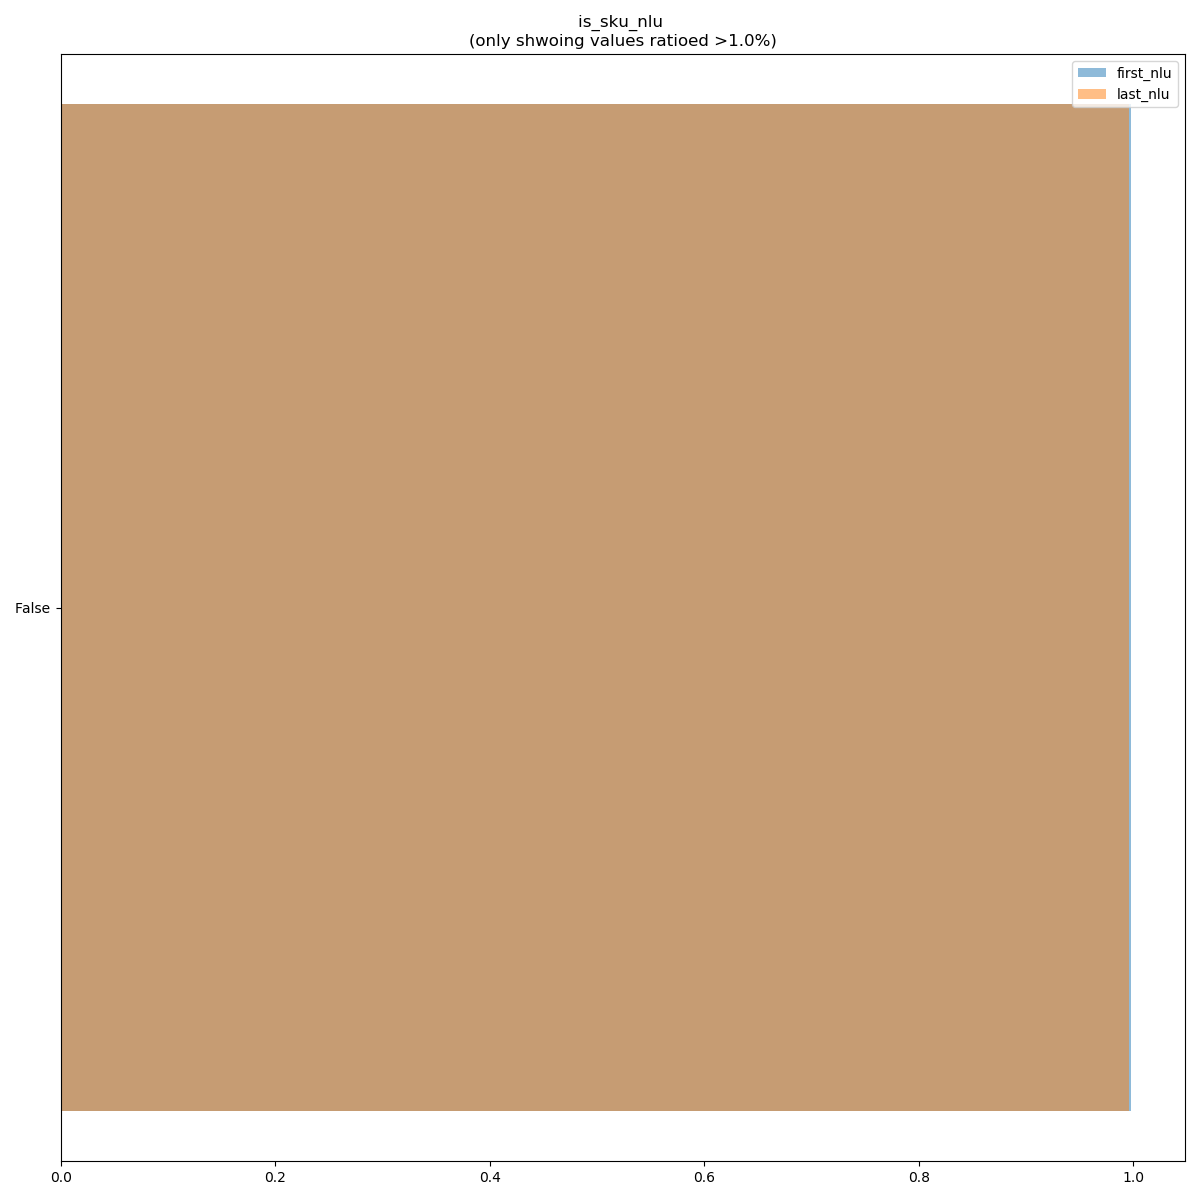 is_sku_nlu
(only shwoing values ratioed >1.0%)
first_nlu
last_nlu
False
0.0 0.2 0.4 0.6 0.8 1.0